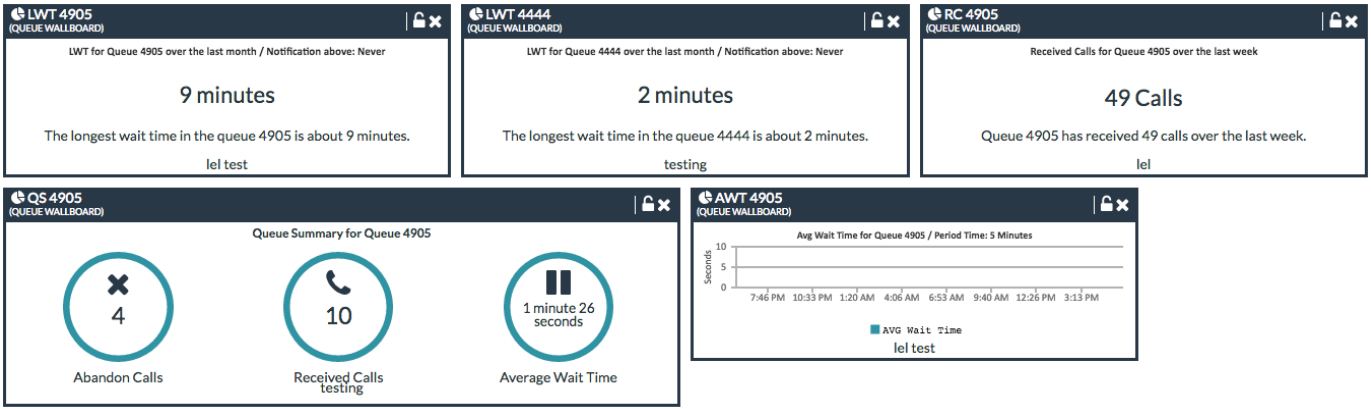 LWT 4905
(QUEUE WALLBOARD)
LWT for Queue 4905 over the last month / Notification above: Never
9 minutes
The longest wait time in the queue 4905 is about 9 minutes.
lel test
LWT 4444
(QUEUE WALLBOARD)
LWT for Queue 4444 over the last month / Notification above: Never
2 minutes
The longest wait time in the queue 4444 is about 2 minutes.
testing
RC 4905
(QUEUE WALLBOARD)
Received Calls for Queue 4905 over the last week
49 Calls
Queue 4905 has received 49 calls over the last week.
lel
QS 4905
(QUEUE WALLBOARD)
Queue Summary for Queue 4905
4
Abandon Calls
10
Received Calls
testing
1 minute 26
seconds
Average Wait Time
AWT 4905
(QUEUE WALLBOARD)
Avg Wait Time for Queue 4905 / Period Time: 5 Minutes
Seconds
10
5
0
7:46 PM 10:33 PM 1:20 AM 4:06 AM 6:53 AM 9:40 AM 12:26 PM 3:13 PM
AVG Wait Time
lel test